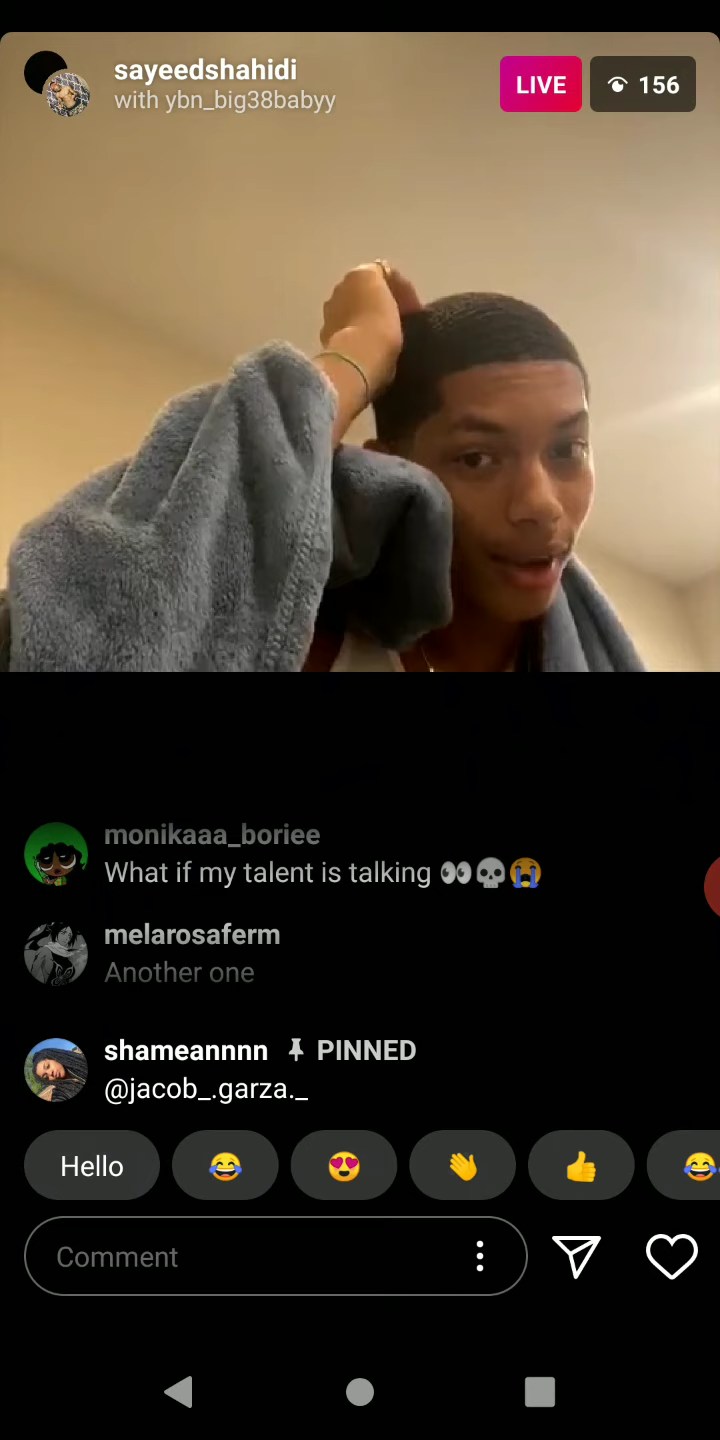 sayeedshahidi
with ybn_big38babyy
LIVE
156
monikaaa_boriee
What if my talent is talking 👀💀😭
melarosaferm
Another one
shameannnn PINNED
@jacob_.garza._
Hello 😂 😍 👋 👍 😂
Comment